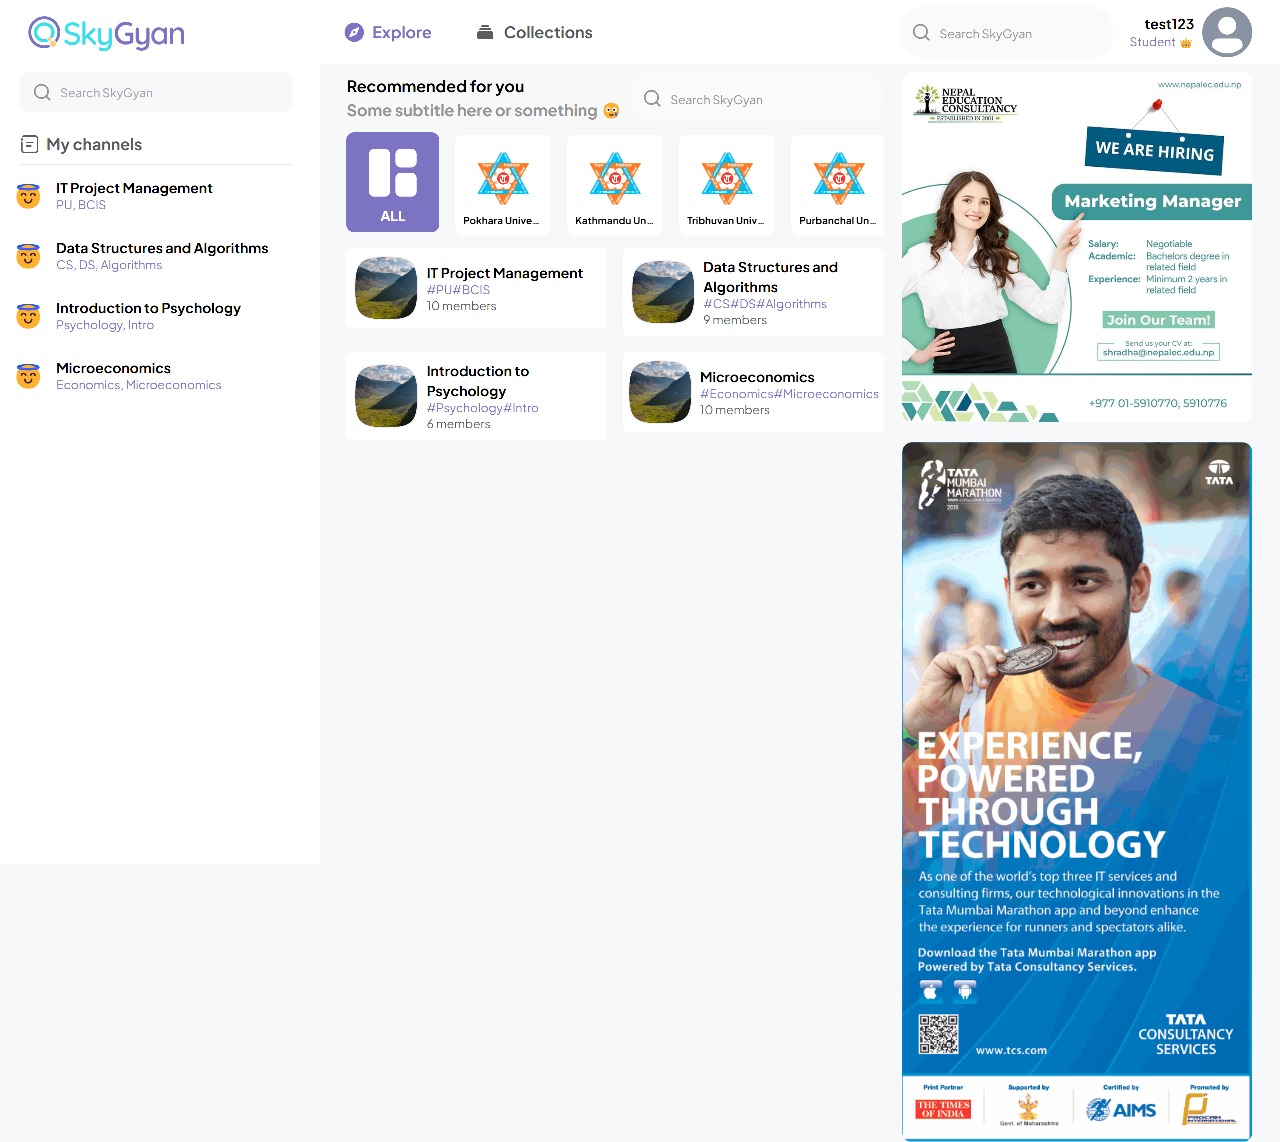 SkyGyan
Explore
Collections
Search SkyGyan
test123
Student
Search SkyGyan
My channels
IT Project Management
PU, BCIS
Data Structures and Algorithms
CS, DS, Algorithms
Introduction to Psychology
Psychology, Intro
Microeconomics
Economics, Microeconomics
Recommended for you
Some subtitle here or something
Search SkyGyan
ALL
Pokhara Unive...
Kathmandu Un...
Tribhuvan Univ...
Purbanchal Un...
IT Project Management
#PU#BCIS
10 members
Data Structures and
Algorithms
#CS#DS#Algorithms
9 members
Introduction to
Psychology
#Psychology#Intro
6 members
Microeconomics
#Economics#Microeconomics
10 members
NEPAL
EDUCATION
CONSULTANCY
ESTABLISHED IN 2001
www.nepalec.edu.np
WE ARE HIRING
Marketing Manager
Salary: Negotiable
Academic: Bachelors degree in
related field
Experience: Minimum 2 years in
related field
Join Our Team!
Send us your CV at:
shradha@nepalec.edu.np
+977 01-5910770, 5910776
TATA
MUMBAI
MARATHON
2018
TATA
EXPERIENCE,
POWERED
THROUGH
TECHNOLOGY
As one of the world's top three IT services and
consulting firms, our technological innovations in the
Tata Mumbai Marathon app and beyond enhance
the experience for runners and spectators alike.
Download the Tata Mumbai Marathon app
Powered by Tata Consultancy Services.
www.tcs.com
TATA
CONSULTANCY
SERVICES
Print Partner
THE TIMES
OF INDIA
Supported by
Govt. of Maharashtra
Certified by
AIMS
Promoted by
PROCAM
INTERNATIONAL